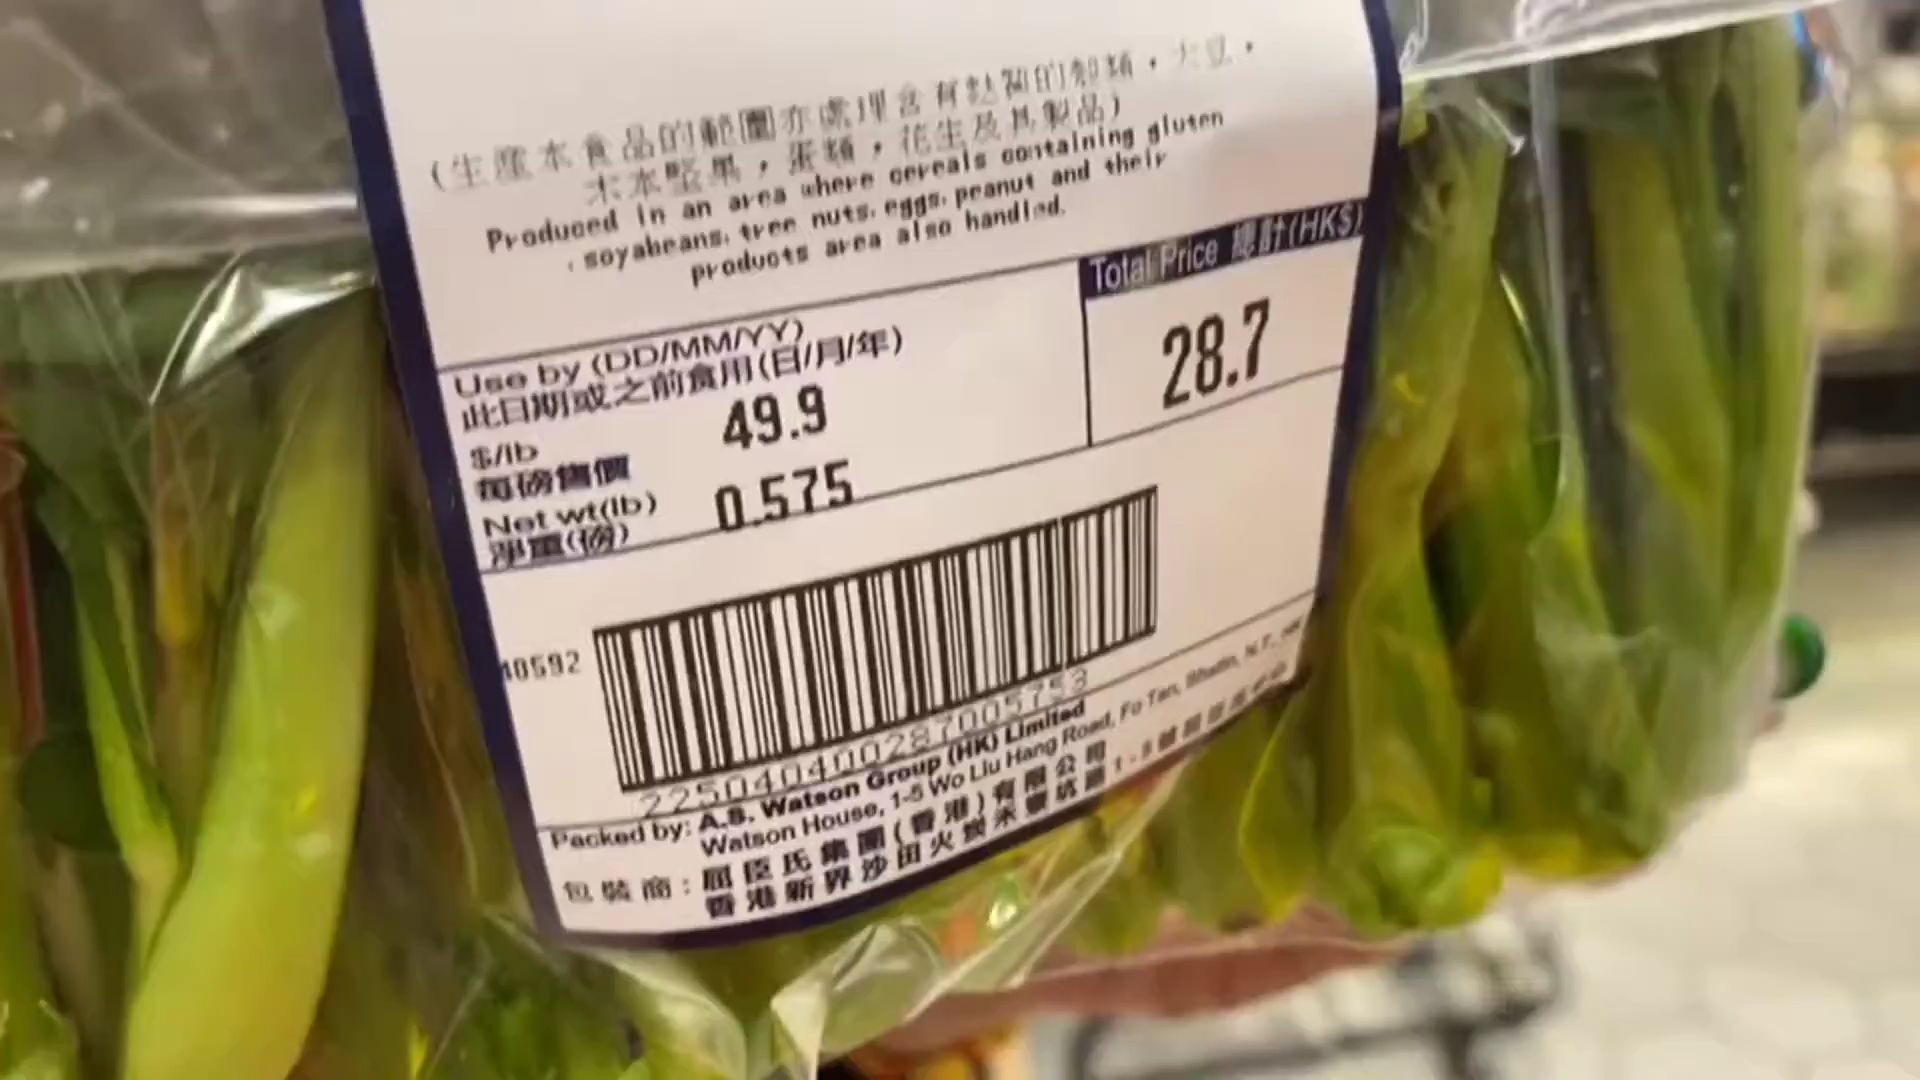 (生產本食品的範圍亦處理含有麩質的穀類，大豆，
木本堅果，蛋類，花生及其製品)
Produced in an area where cereals containing gluten
, soyabeans, tree nuts, eggs, peanut and their
products area also handled.
Total Price 總計(HK$)
28.7
Use by (DD/MM/YY)
此日期或之前食用(日/月/年)
$/lb
49.9
每磅售價
Net wt(lb)
0.575
淨重(磅)
40592
225040400287005753
Packed by: A.S. Watson Group (HK) Limited
Watson House, 1-5 Wo Liu Hang Road, Fo Tan, Shatin, N.T., HK
包裝商：屈臣氏集團(香港)有限公司
香港新界沙田火炭禾寮坑路1-5號屈臣氏中心